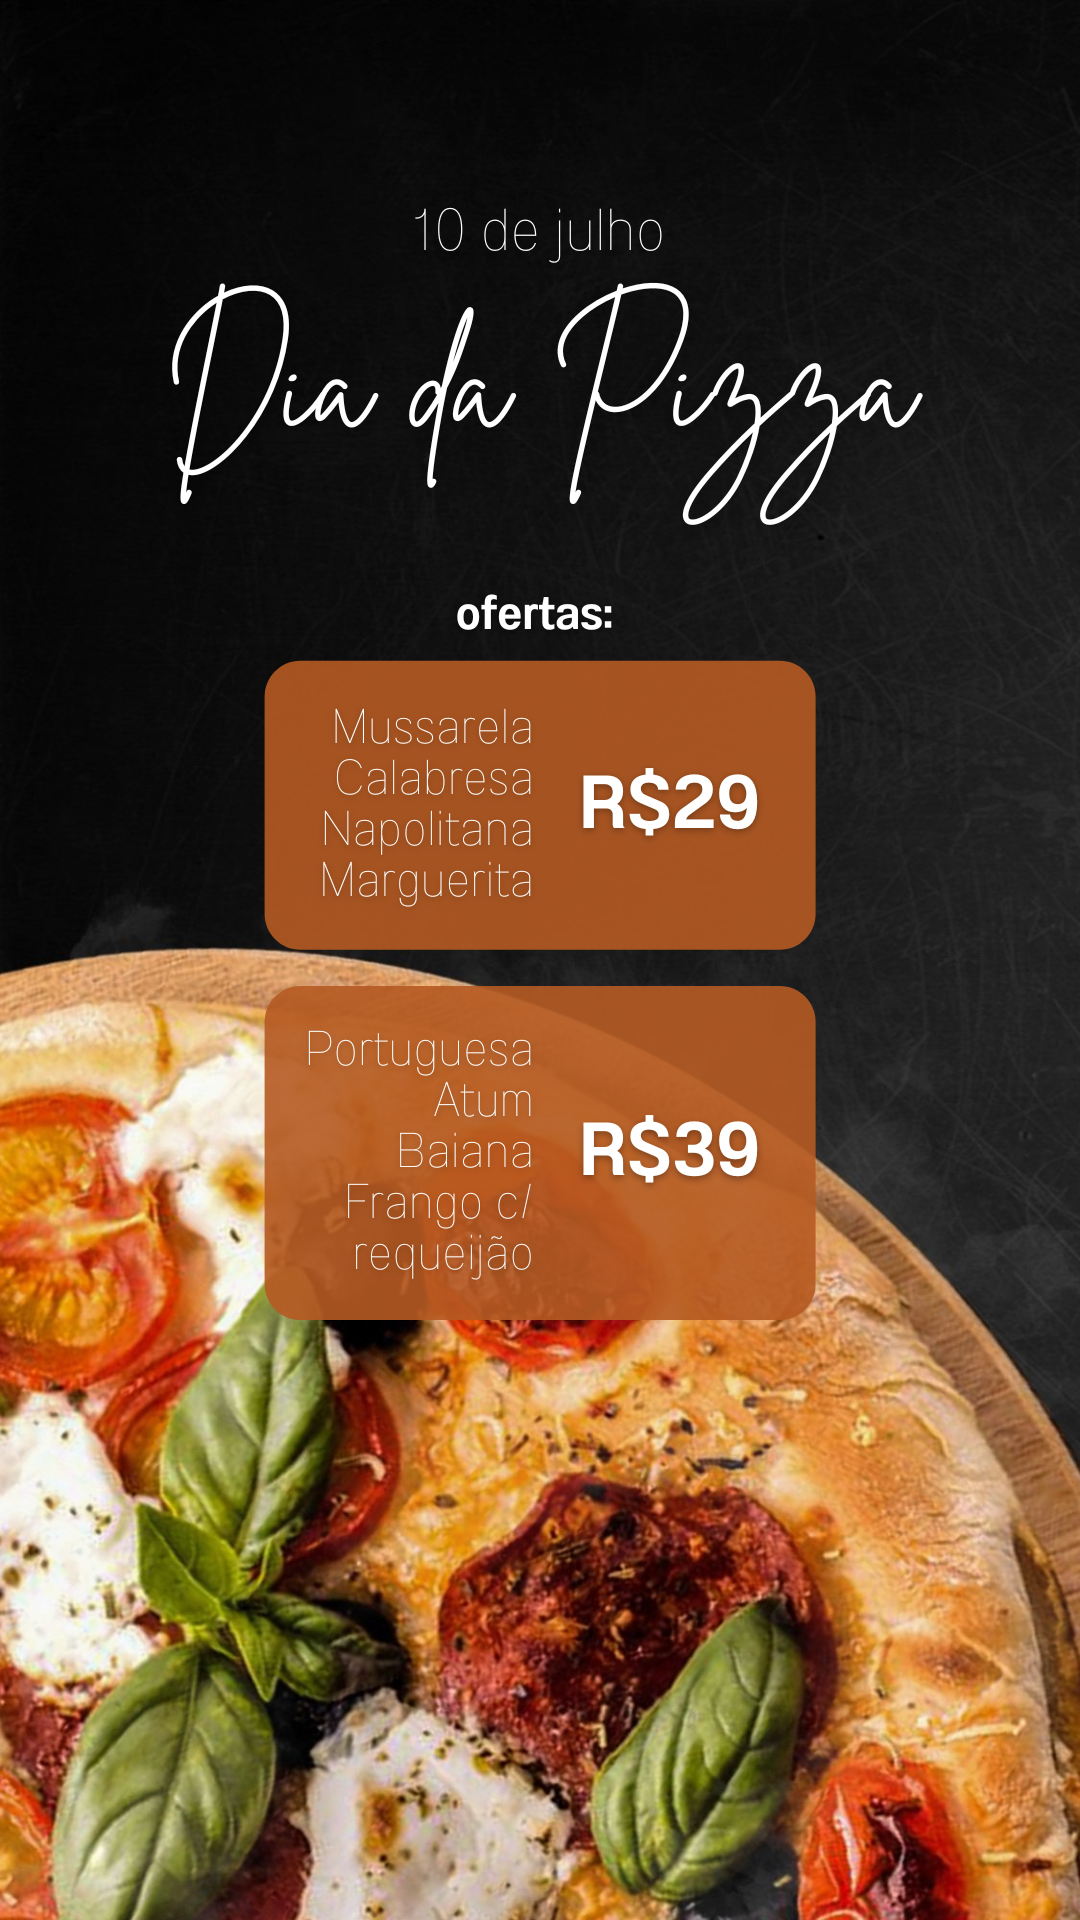 10 de julho
Dia da Pizza
ofertas:
Mussarela
Calabresa
Napolitana
Marguerita
R$29
Portuguesa
Atum
Baiana
Frango c/
requeijão
R$39